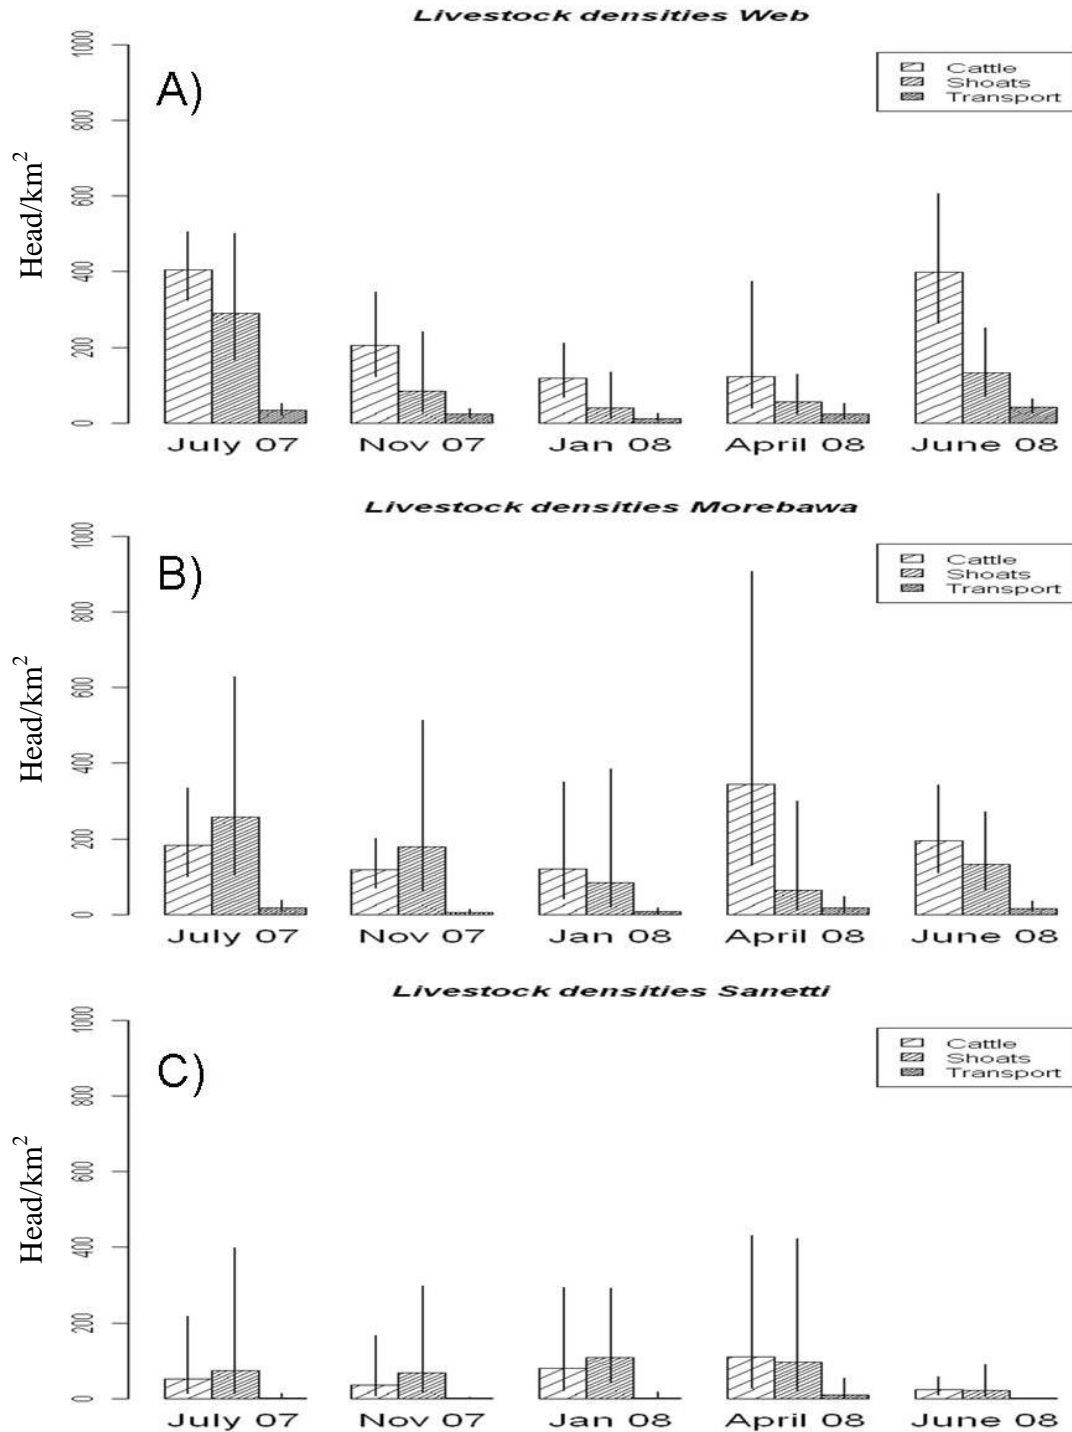 Livestock densities Web
A)
Cattle
Shoats
Transport
Head/km²
1000
800
600
400
200
0
July 07 Nov 07 Jan 08 April 08 June 08
Livestock densities Morebawa
B)
Cattle
Shoats
Transport
Head/km²
1000
800
600
400
200
0
July 07 Nov 07 Jan 08 April 08 June 08
Livestock densities Sanetti
C)
Cattle
Shoats
Transport
Head/km²
1000
800
600
400
200
0
July 07 Nov 07 Jan 08 April 08 June 08